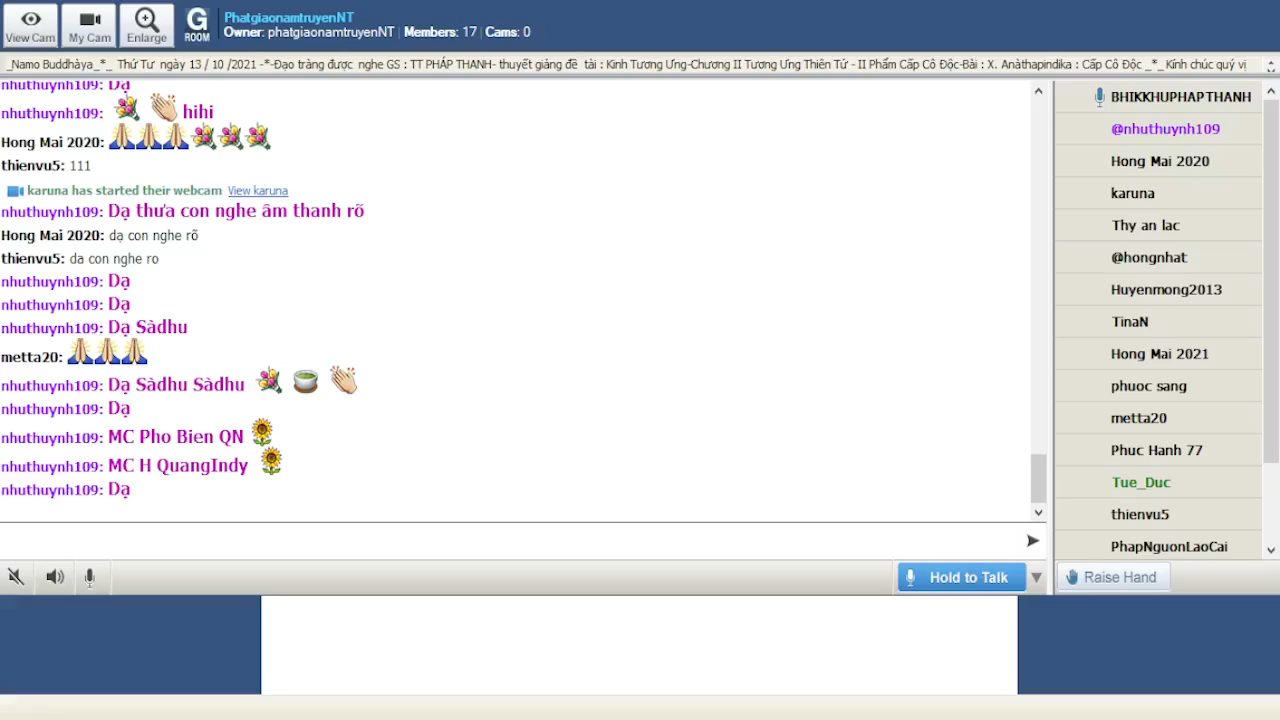 PhatgiaonamtruyenNT
Owner: phatgiaonamtruyenNT | Members: 17 | Cams: 0
View Cam
My Cam
Enlarge
G
ROOM
_Namo Buddhàya_*_ Thứ Tư ngày 13 / 10 /2021 -*-Đạo tràng được nghe GS : TT PHÁP THANH- thuyết giảng đề tài : Kinh Tương Ưng-Chương II Tương Ưng Thiên Tử - II Phẩm Cấp Cô Độc-Bài : X. Anàthapindika : Cấp Cô Độc _*_Kính chúc quý vị
nhuthuynh109: Dạ
nhuthuynh109: hihi
Hong Mai 2020:
thienvu5: 111
karuna has started their webcam View karuna
nhuthuynh109: Dạ thưa con nghe âm thanh rõ
Hong Mai 2020: dạ con nghe rõ
thienvu5: da con nghe ro
nhuthuynh109: Dạ
nhuthuynh109: Dạ
nhuthuynh109: Dạ Sàdhu
metta20:
nhuthuynh109: Dạ Sàdhu Sàdhu
nhuthuynh109: Dạ
nhuthuynh109: MC Pho Bien QN
nhuthuynh109: MC H QuangIndy
nhuthuynh109: Dạ
Hold to Talk
BHIKKHUPHAPTHANH
@nhuthuynh109
Hong Mai 2020
karuna
Thy an lac
@hongnhat
Huyenmong2013
TinaN
Hong Mai 2021
phuoc sang
metta20
Phuc Hanh 77
Tue_Duc
thienvu5
PhapNguonLaoCai
Raise Hand